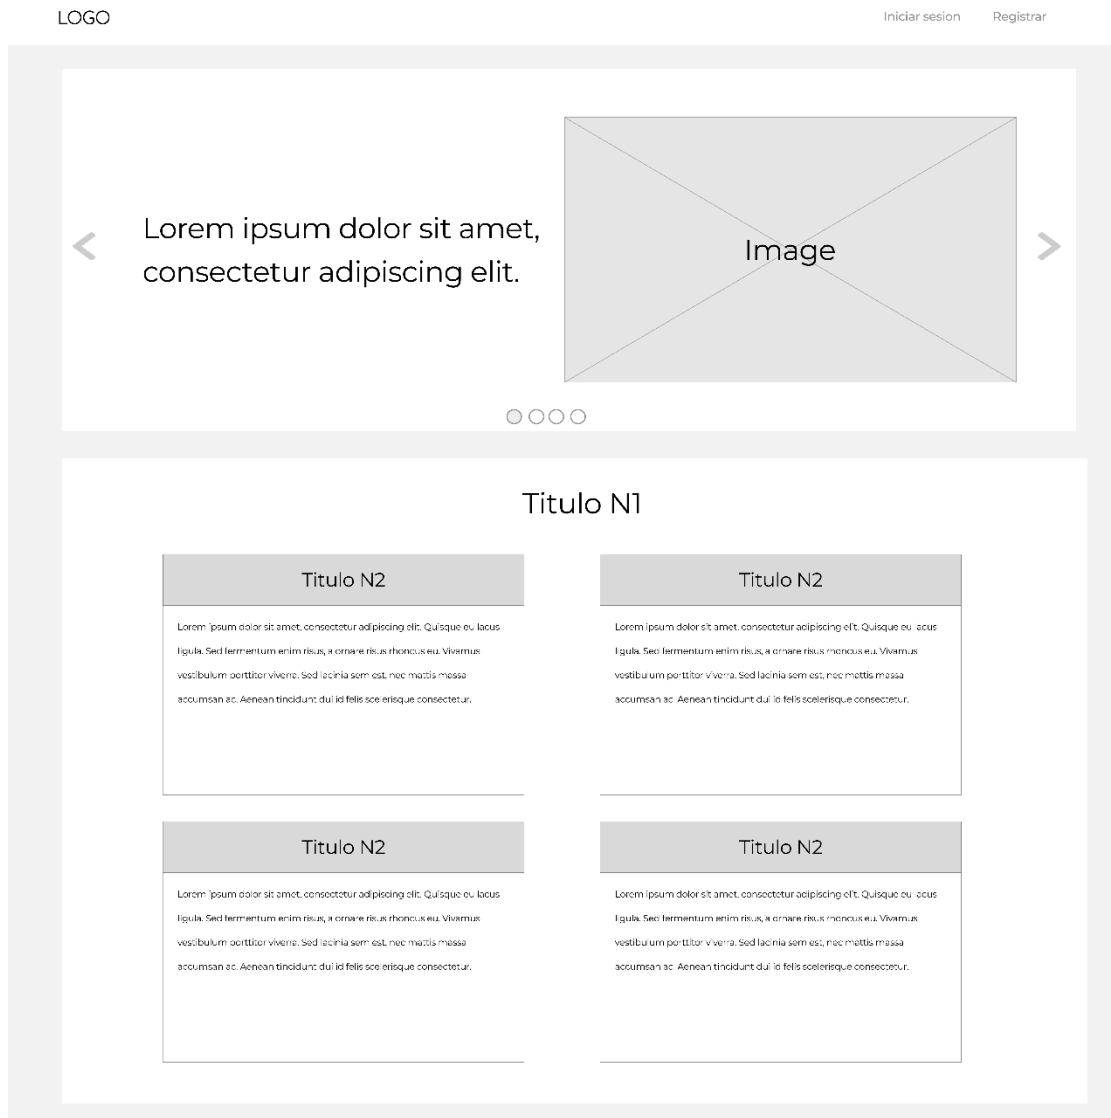 LOGO
Iniciar sesion
Registrar
Lorem ipsum dolor sit amet,
consectetur adipiscing elit.
Image
Titulo N1
Titulo N2
Lorem ipsum dolor sit amet, consectetur adipiscing elit. Quisque eu lacus
ligula. Sed fermentum enim risus, a ornare risus rhoncus eu. Vivamus
vestibulum porttitor viverra. Sed lacinia sem est, nec mattis massa
accumsan ac. Aenean tincidunt dui id felis scelerisque consectetur.
Titulo N2
Lorem ipsum dolor sit amet, consectetur adipiscing elit. Quisque eu lacus
ligula. Sed fermentum enim risus, a ornare risus rhoncus eu. Vivamus
vestibulum porttitor viverra. Sed lacinia sem est, nec mattis massa
accumsan ac. Aenean tincidunt dui id felis scelerisque consectetur.
Titulo N2
Lorem ipsum dolor sit amet, consectetur adipiscing elit. Quisque eu lacus
ligula. Sed fermentum enim risus, a ornare risus rhoncus eu. Vivamus
vestibulum porttitor viverra. Sed lacinia sem est, nec mattis massa
accumsan ac. Aenean tincidunt dui id felis scelerisque consectetur.
Titulo N2
Lorem ipsum dolor sit amet, consectetur adipiscing elit. Quisque eu lacus
ligula. Sed fermentum enim risus, a ornare risus rhoncus eu. Vivamus
vestibulum porttitor viverra. Sed lacinia sem est, nec mattis massa
accumsan ac. Aenean tincidunt dui id felis scelerisque consectetur.